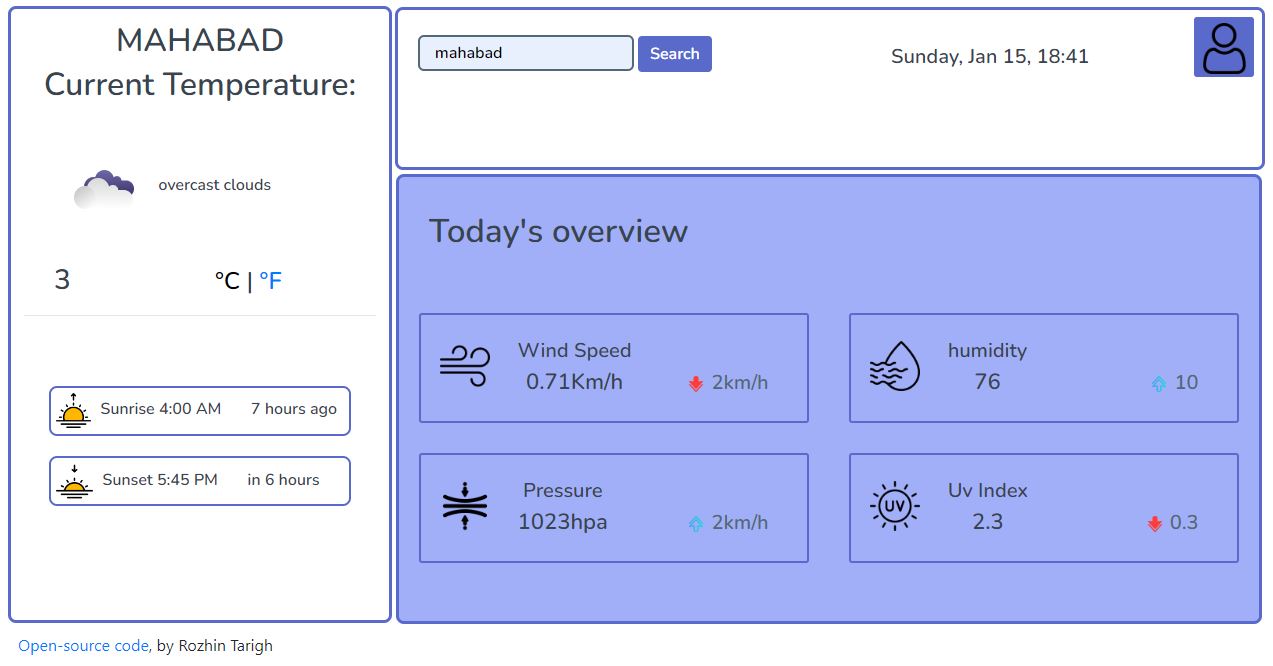 MAHABAD
Current Temperature:
overcast clouds
3
°C | °F
Sunrise 4:00 AM 7 hours ago
Sunset 5:45 PM in 6 hours
mahabad Search
Sunday, Jan 15, 18:41
Today's overview
Wind Speed
0.71Km/h 2km/h
humidity
76 10
Pressure
1023hpa 2km/h
Uv Index
UV
2.3 0.3
Open-source code, by Rozhin Tarigh